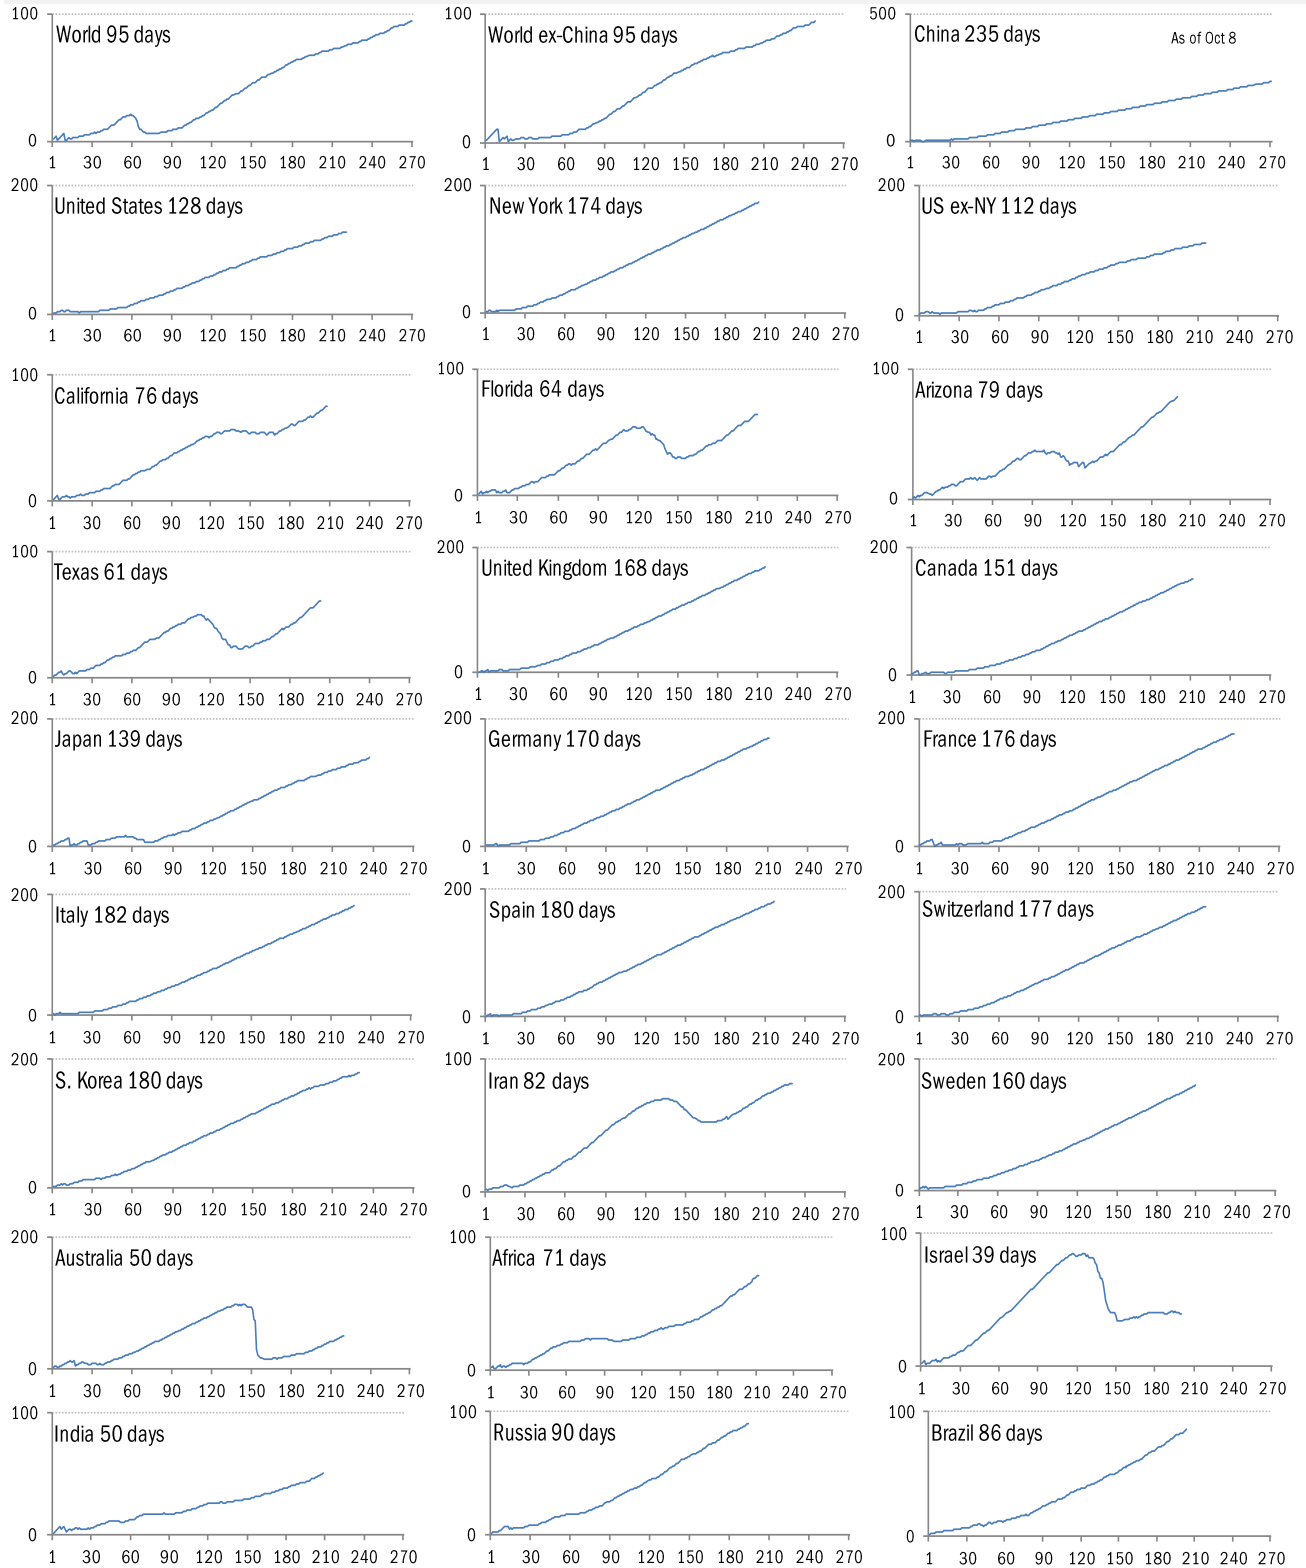 100 100 500
World 95 days World ex-China 95 days China 235 days As of Oct 8
0 0 0
1 30 60 90 120 150 180 210 240 270 1 30 60 90 120 150 180 210 240 270 1 30 60 90 120 150 180 210 240 270
200 200 200
United States 128 days New York 174 days US ex-NY 112 days
0 0 0
1 30 60 90 120 150 180 210 240 270 1 30 60 90 120 150 180 210 240 270 1 30 60 90 120 150 180 210 240 270
100 100 100
California 76 days Florida 64 days Arizona 79 days
0 0 0
1 30 60 90 120 150 180 210 240 270 1 30 60 90 120 150 180 210 240 270 1 30 60 90 120 150 180 210 240 270
100 200 200
Texas 61 days United Kingdom 168 days Canada 151 days
0 0 0
1 30 60 90 120 150 180 210 240 270 1 30 60 90 120 150 180 210 240 270 1 30 60 90 120 150 180 210 240 270
200 200 200
Japan 139 days Germany 170 days France 176 days
0 0 0
1 30 60 90 120 150 180 210 240 270 1 30 60 90 120 150 180 210 240 270 1 30 60 90 120 150 180 210 240 270
200 200 200
Italy 182 days Spain 180 days Switzerland 177 days
0 0 0
1 30 60 90 120 150 180 210 240 270 1 30 60 90 120 150 180 210 240 270 1 30 60 90 120 150 180 210 240 270
200 100 200
S. Korea 180 days Iran 82 days Sweden 160 days
0 0 0
1 30 60 90 120 150 180 210 240 270 1 30 60 90 120 150 180 210 240 270 1 30 60 90 120 150 180 210 240 270
200 100 100
Australia 50 days Africa 71 days Israel 39 days
0 0 0
1 30 60 90 120 150 180 210 240 270 1 30 60 90 120 150 180 210 240 270 1 30 60 90 120 150 180 210 240 270
100 100 100
India 50 days Russia 90 days Brazil 86 days
0 0 0
1 30 60 90 120 150 180 210 240 270 1 30 60 90 120 150 180 210 240 270 1 30 60 90 120 150 180 210 240 270